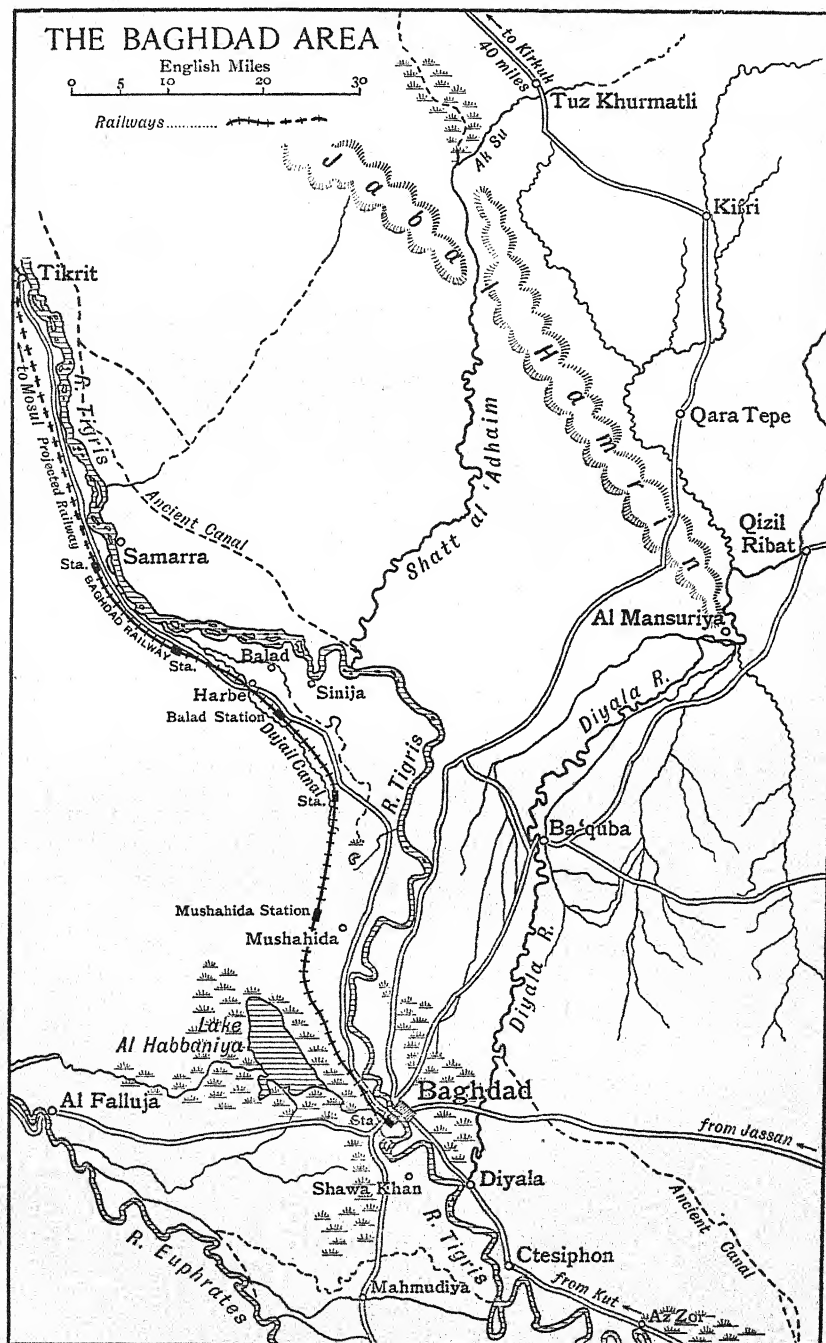 THE BAGHDAD AREA
English Miles
0 5 10 20 30
Railways............
to Kirkuk
40 miles
Tuz Khurmatli
Ak Su
Jabal Hamrin
Kifri
Tikrit
to Mosul
Projected Railway
R. Tigris
Qara Tepe
Shatt al 'Adhaim
Ancient Canal
Samarra
Sta.
BAGHDAD RAILWAY
Qizil
Ribat
Al Mansuriya
Sta.
Balad
Harbe
Sinija
Balad Station
Dujail Canal
Diyala R.
R. Tigris
Sta.
Ba'quba
Mushahida Station
Mushahida
Diyala R.
Lake
Al Habbaniya
Al Falluja
Baghdad
Sta.
from Jassan
Shawa Khan
Diyala
R. Tigris
Ancient Canal
R. Euphrates
Ctesiphon
Mahmudiya
from Kut
Az Zor